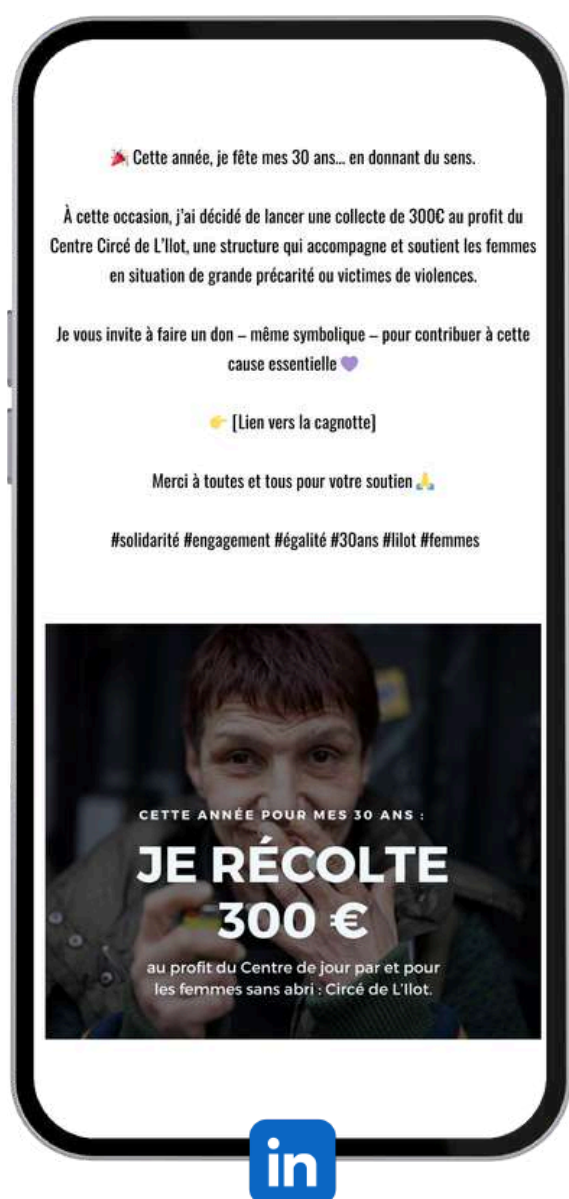 🎉 Cette année, je fête mes 30 ans... en donnant du sens.
À cette occasion, j'ai décidé de lancer une collecte de 300€ au profit du
Centre Circé de L'Ilot, une structure qui accompagne et soutient les femmes
en situation de grande précarité ou victimes de violences.
Je vous invite à faire un don – même symbolique – pour contribuer à cette
cause essentielle 💜
👉 [Lien vers la cagnotte]
Merci à toutes et tous pour votre soutien 🙏
#solidarité #engagement #égalité #30ans #lilot #femmes
CETTE ANNÉE POUR MES 30 ANS :
JE RÉCOLTE
300 €
au profit du Centre de jour par et pour
les femmes sans abri : Circé de L'Ilot.
in